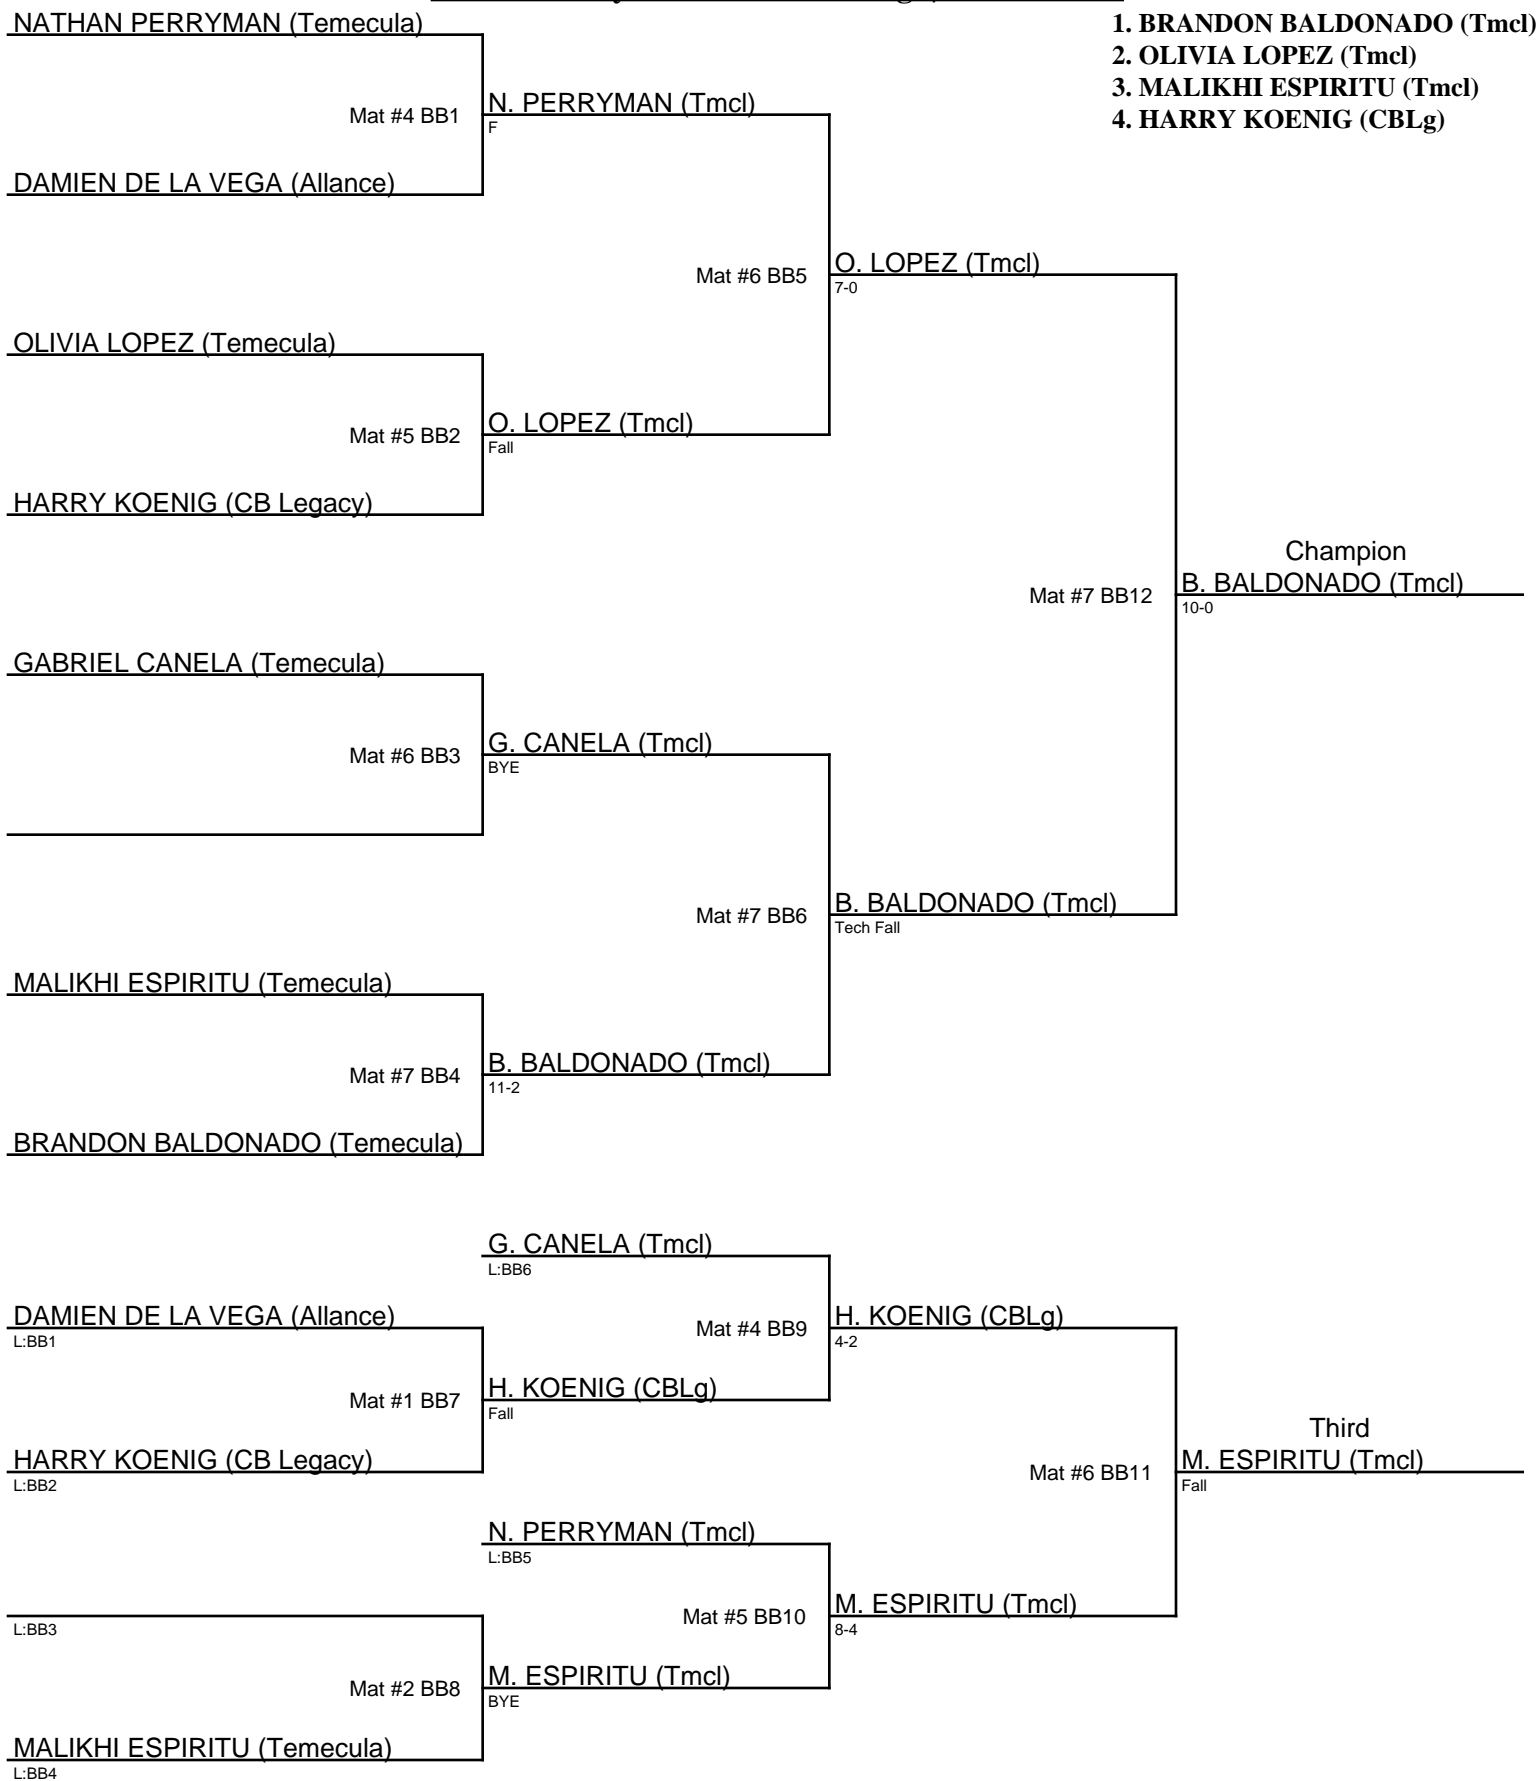 1. BRANDON BALDONADO (Tmcl)
2. OLIVIA LOPEZ (Tmcl)
3. MALIKHI ESPIRITU (Tmcl)
4. HARRY KOENIG (CBLg)
NATHAN PERRYMAN (Temecula)
Mat #4 BB1
N. PERRYMAN (Tmcl)
F
DAMIEN DE LA VEGA (Allance)
Mat #6 BB5
O. LOPEZ (Tmcl)
7-0
OLIVIA LOPEZ (Temecula)
Mat #5 BB2
O. LOPEZ (Tmcl)
Fall
HARRY KOENIG (CB Legacy)
Champion
Mat #7 BB12
B. BALDONADO (Tmcl)
10-0
GABRIEL CANELA (Temecula)
Mat #6 BB3
G. CANELA (Tmcl)
BYE
Mat #7 BB6
B. BALDONADO (Tmcl)
Tech Fall
MALIKHI ESPIRITU (Temecula)
Mat #7 BB4
B. BALDONADO (Tmcl)
11-2
BRANDON BALDONADO (Temecula)
G. CANELA (Tmcl)
L:BB6
DAMIEN DE LA VEGA (Allance)
L:BB1
Mat #4 BB9
H. KOENIG (CBLg)
4-2
Mat #1 BB7
H. KOENIG (CBLg)
Fall
HARRY KOENIG (CB Legacy)
L:BB2
Third
Mat #6 BB11
M. ESPIRITU (Tmcl)
Fall
N. PERRYMAN (Tmcl)
L:BB5
Mat #5 BB10
M. ESPIRITU (Tmcl)
8-4
L:BB3
Mat #2 BB8
M. ESPIRITU (Tmcl)
BYE
MALIKHI ESPIRITU (Temecula)
L:BB4